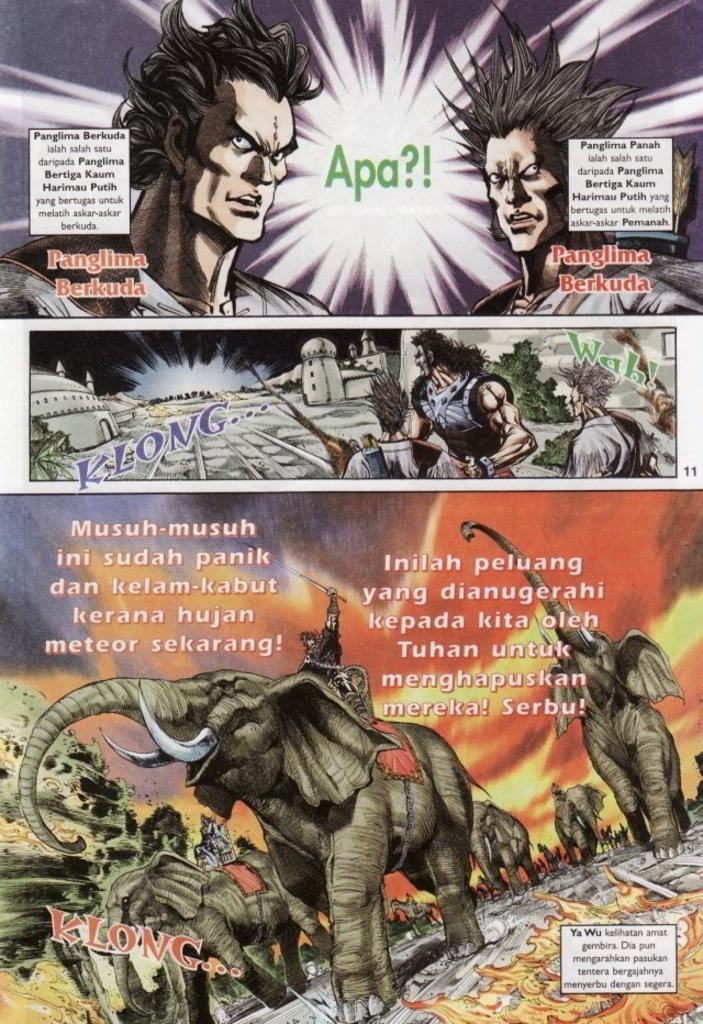 Panglima Berkuda
ialah salah satu
daripada Panglima
Bertiga Kaum
Harimau Putih
yang bertugas untuk
melatih askar-askar
berkuda.
Panglima
Berkuda
Apa?!
Panglima Panah
ialah salah satu
daripada Panglima
Bertiga Kaum
Harimau Putih yang
bertugas untuk melatih
askar-askar Pemanah.
Panglima
Berkuda
KLONG...
Wah!
11
Musuh-musuh
ini sudah panik
dan kelam-kabut
kerana hujan
meteor sekarang!
Inilah peluang
yang dianugerahi
kepada kita oleh
Tuhan untuk
menghapuskan
mereka! Serbu!
KLONG...
Ya Wu kelihatan amat
gembira. Dia pun
mengarahkan pasukan
tentera bergajahnya
menyerbu dengan segera.